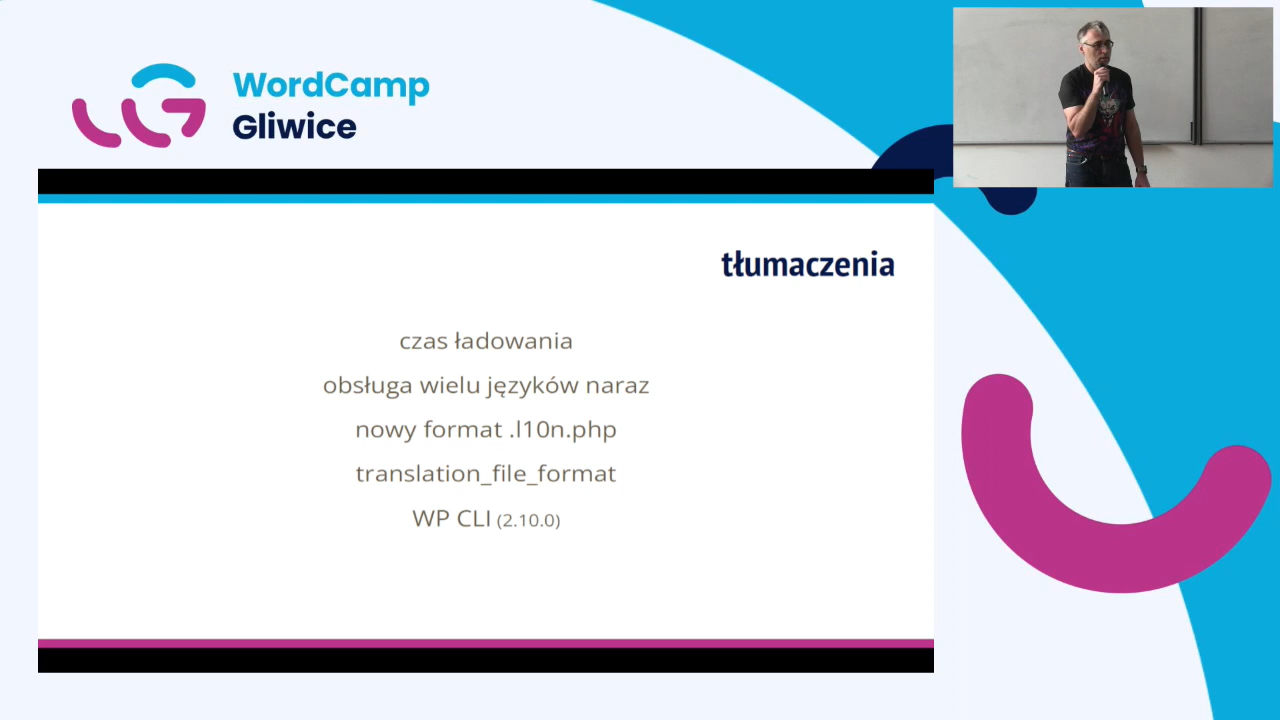 WordCamp
Gliwice
tłumaczenia
czas ładowania
obsługa wielu języków naraz
nowy format .l10n.php
translation_file_format
WP CLI (2.10.0)